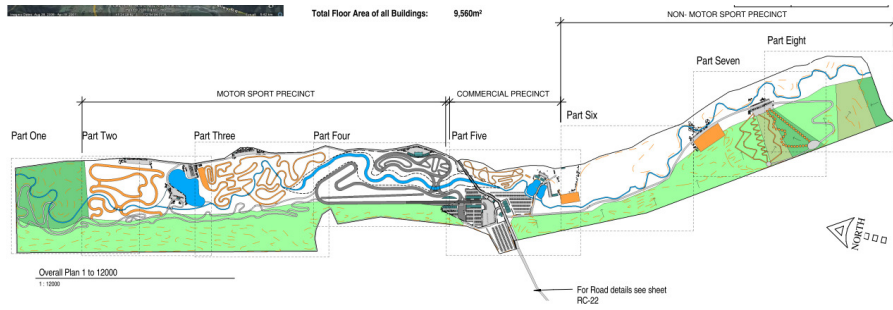 Total Floor Area of all Buildings: 9,560m²
NON- MOTOR SPORT PRECINCT
Part Eight
Part Seven
MOTOR SPORT PRECINCT
COMMERCIAL PRECINCT
Part Six
Part One
Part Two
Part Three
Part Four
Part Five
NORTH
Overall Plan 1 to 12000
1 : 12000
For Road details see sheet
RC-22